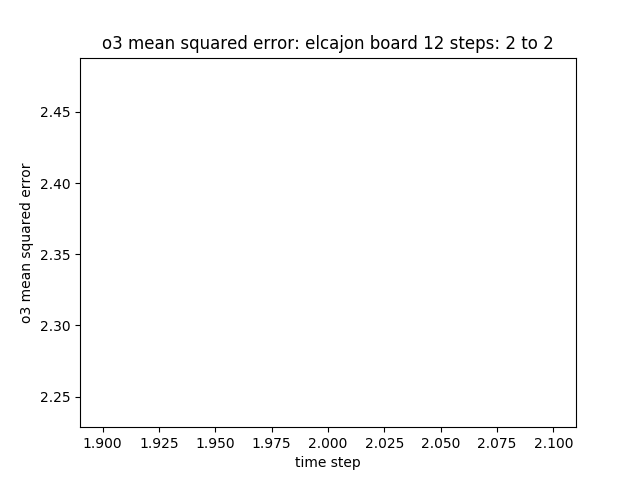 o3 mean squared error: elcajon board 12 steps: 2 to 2
2.45
2.40
2.35
2.30
2.25
o3 mean squared error
1.900 1.925 1.950 1.975 2.000 2.025 2.050 2.075 2.100
time step